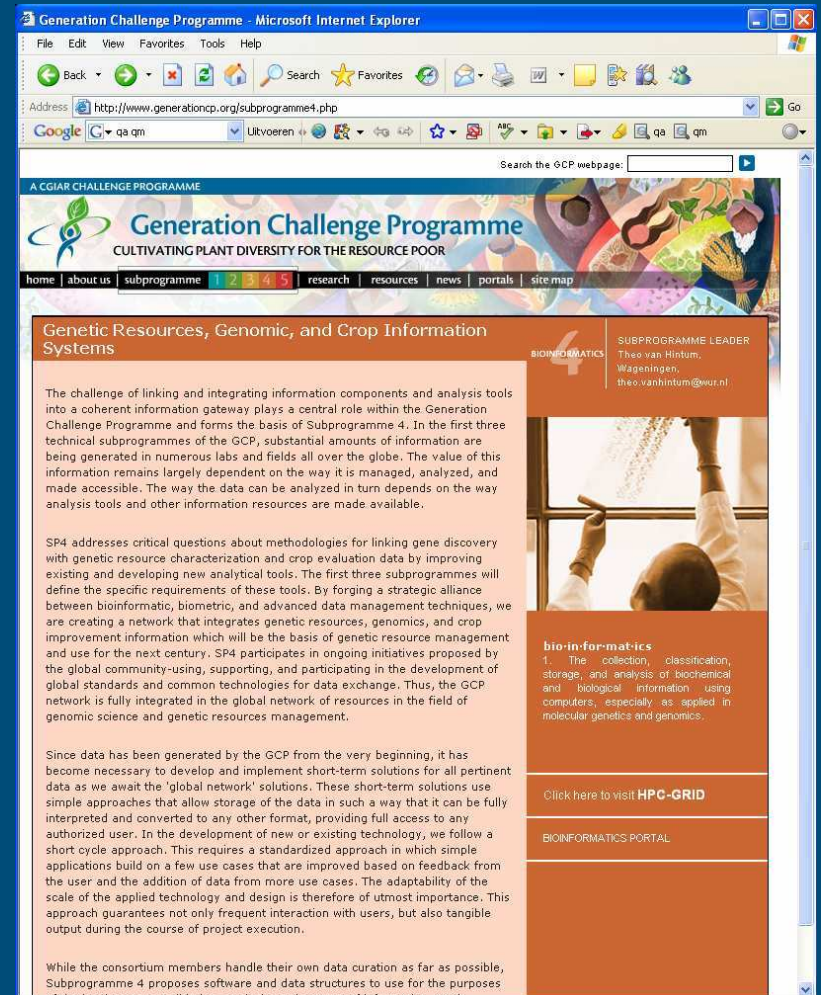 Generation Challenge Programme - Microsoft Internet Explorer
File Edit View Favorites Tools Help
Back Search Favorites
Address http://www.generationcp.org/subprogramme4.php Go
Google G qa qm Uitvoeren ABC qa qm
Search the GCP webpage:
A CGIAR CHALLENGE PROGRAMME
Generation Challenge Programme
CULTIVATING PLANT DIVERSITY FOR THE RESOURCE POOR
home | about us | subprogramme 1 2 3 4 5 | research | resources | news | portals | site map
Genetic Resources, Genomic, and Crop Information
Systems
4
BIOINFORMATICS
SUBPROGRAMME LEADER
Theo van Hintum,
Wageningen,
theo.vanhintum@wur.nl
The challenge of linking and integrating information components and analysis tools
into a coherent information gateway plays a central role within the Generation
Challenge Programme and forms the basis of Subprogramme 4. In the first three
technical subprogrammes of the GCP, substantial amounts of information are
being generated in numerous labs and fields all over the globe. The value of this
information remains largely dependent on the way it is managed, analyzed, and
made accessible. The way the data can be analyzed in turn depends on the way
analysis tools and other information resources are made available.
SP4 addresses critical questions about methodologies for linking gene discovery
with genetic resource characterization and crop evaluation data by improving
existing and developing new analytical tools. The first three subprogrammes will
define the specific requirements of these tools. By forging a strategic alliance
between bioinformatic, biometric, and advanced data management techniques, we
are creating a network that integrates genetic resources, genomics, and crop
improvement information which will be the basis of genetic resource management
and use for the next century. SP4 participates in ongoing initiatives proposed by
the global community-using, supporting, and participating in the development of
global standards and common technologies for data exchange. Thus, the GCP
network is fully integrated in the global network of resources in the field of
genomic science and genetic resources management.
Since data has been generated by the GCP from the very beginning, it has
become necessary to develop and implement short-term solutions for all pertinent
data as we await the 'global network' solutions. These short-term solutions use
simple approaches that allow storage of the data in such a way that it can be fully
interpreted and converted to any other format, providing full access to any
authorized user. In the development of new or existing technology, we follow a
short cycle approach. This requires a standardized approach in which simple
applications build on a few use cases that are improved based on feedback from
the user and the addition of data from more use cases. The adaptability of the
scale of the applied technology and design is therefore of utmost importance. This
approach guarantees not only frequent interaction with users, but also tangible
output during the course of project execution.
While the consortium members handle their own data curation as far as possible,
Subprogramme 4 proposes software and data structures to use for the purposes
bio·in·for·mat·ics
1. The collection, classification,
storage, and analysis of biochemical
and biological information using
computers, especially as applied in
molecular genetics and genomics.
Click here to visit HPC-GRID
BIOINFORMATICS PORTAL